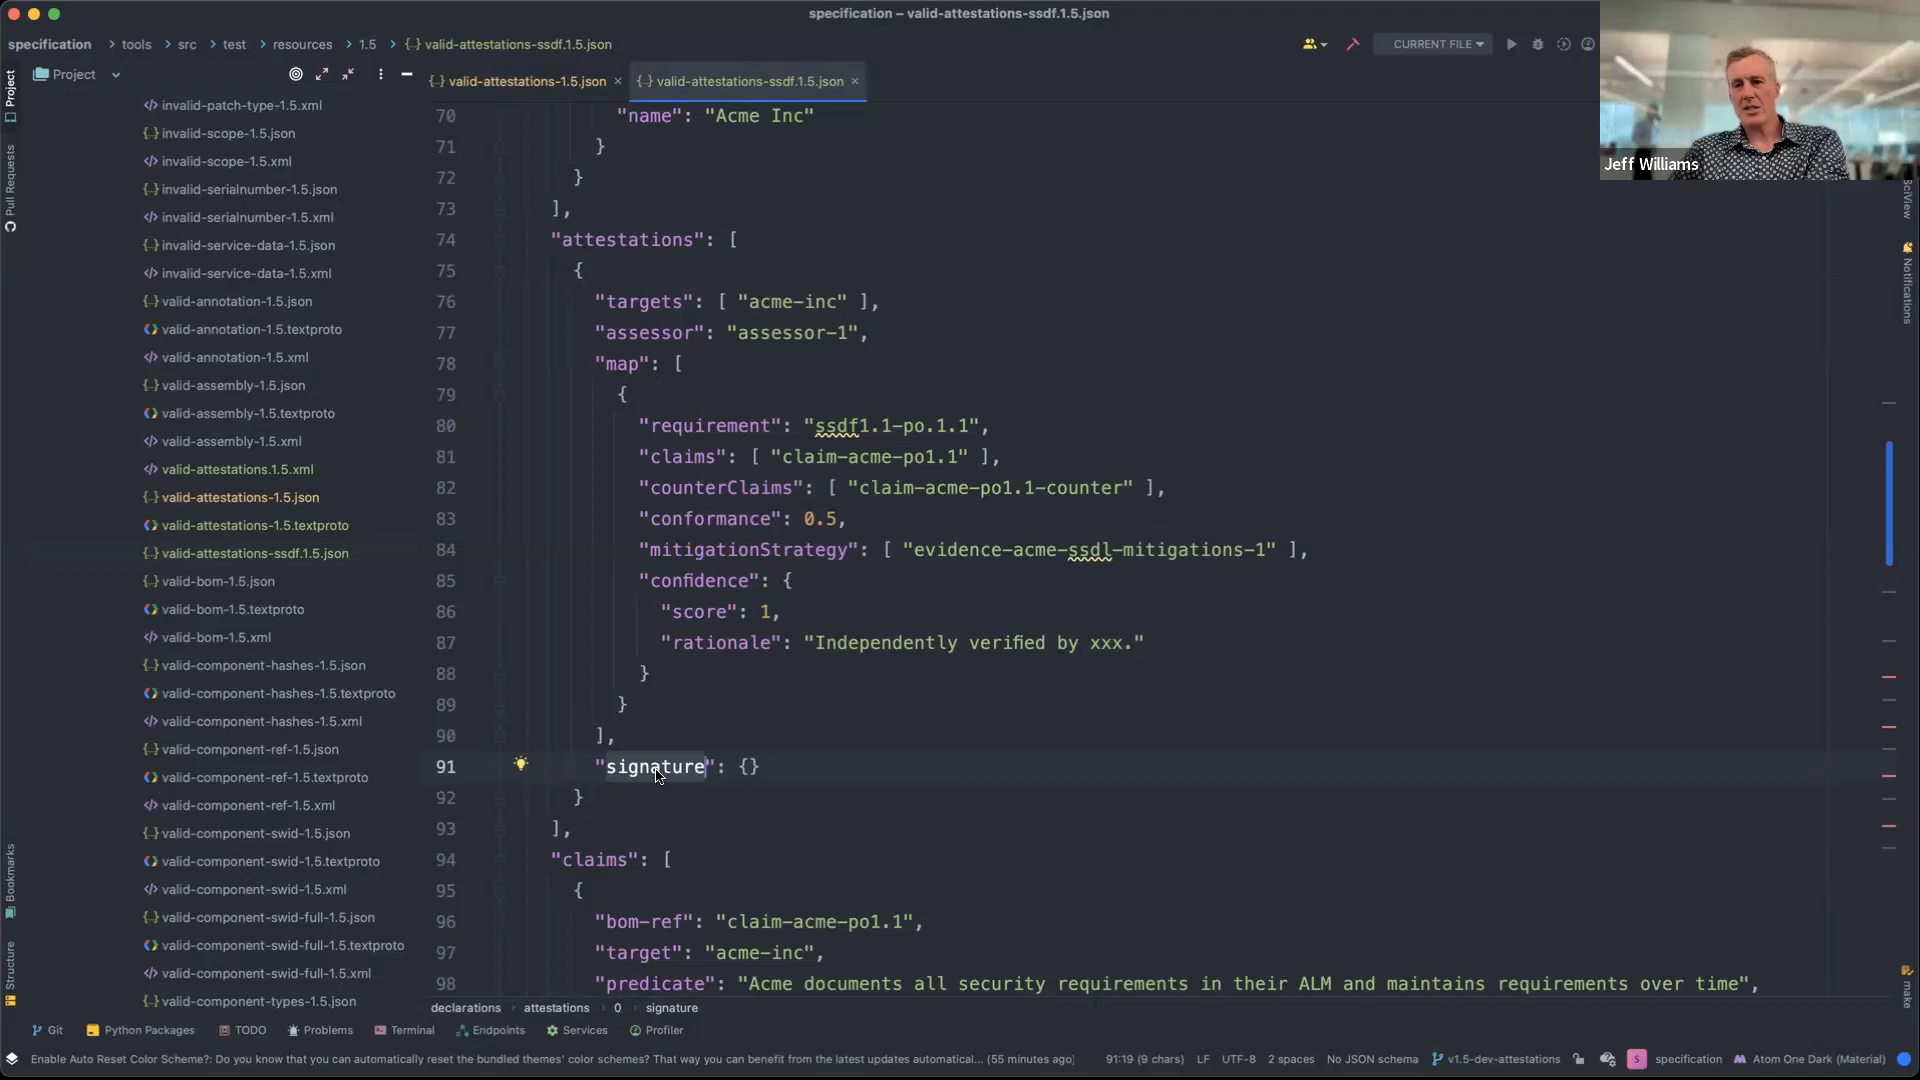 specification – valid-attestations-ssdf.1.5.json
specification > tools > src > test > resources > 1.5 > valid-attestations-ssdf.1.5.json
CURRENT FILE
Project
valid-attestations-1.5.json
valid-attestations-ssdf.1.5.json
Project
Pull Requests
Bookmarks
Structure
invalid-patch-type-1.5.xml
invalid-scope-1.5.json
invalid-scope-1.5.xml
invalid-serialnumber-1.5.json
invalid-serialnumber-1.5.xml
invalid-service-data-1.5.json
invalid-service-data-1.5.xml
valid-annotation-1.5.json
valid-annotation-1.5.textproto
valid-annotation-1.5.xml
valid-assembly-1.5.json
valid-assembly-1.5.textproto
valid-assembly-1.5.xml
valid-attestations.1.5.xml
valid-attestations-1.5.json
valid-attestations-1.5.textproto
valid-attestations-ssdf.1.5.json
valid-bom-1.5.json
valid-bom-1.5.textproto
valid-bom-1.5.xml
valid-component-hashes-1.5.json
valid-component-hashes-1.5.textproto
valid-component-hashes-1.5.xml
valid-component-ref-1.5.json
valid-component-ref-1.5.textproto
valid-component-ref-1.5.xml
valid-component-swid-1.5.json
valid-component-swid-1.5.textproto
valid-component-swid-1.5.xml
valid-component-swid-full-1.5.json
valid-component-swid-full-1.5.textproto
valid-component-swid-full-1.5.xml
valid-component-types-1.5.json
70 "name": "Acme Inc"
71 }
72 }
73 ],
74 "attestations": [
75 {
76 "targets": [ "acme-inc" ],
77 "assessor": "assessor-1",
78 "map": [
79 {
80 "requirement": "ssdf1.1-po.1.1",
81 "claims": [ "claim-acme-po1.1" ],
82 "counterClaims": [ "claim-acme-po1.1-counter" ],
83 "conformance": 0.5,
84 "mitigationStrategy": [ "evidence-acme-ssdl-mitigations-1" ],
85 "confidence": {
86 "score": 1,
87 "rationale": "Independently verified by xxx."
88 }
89 }
90 ],
91 "signature": {}
92 }
93 ],
94 "claims": [
95 {
96 "bom-ref": "claim-acme-po1.1",
97 "target": "acme-inc",
98 "predicate": "Acme documents all security requirements in their ALM and maintains requirements over time",
Jeff Williams
SciView
Notifications
make
declarations > attestations > 0 > signature
Git
Python Packages
TODO
Problems
Terminal
Endpoints
Services
Profiler
Enable Auto Reset Color Scheme?: Do you know that you can automatically reset the bundled themes' color schemes? That way you can benefit from the latest updates automatical... (55 minutes ago)
91:19 (9 chars)
LF
UTF-8
2 spaces
No JSON schema
v1.5-dev-attestations
S
specification
Atom One Dark (Material)